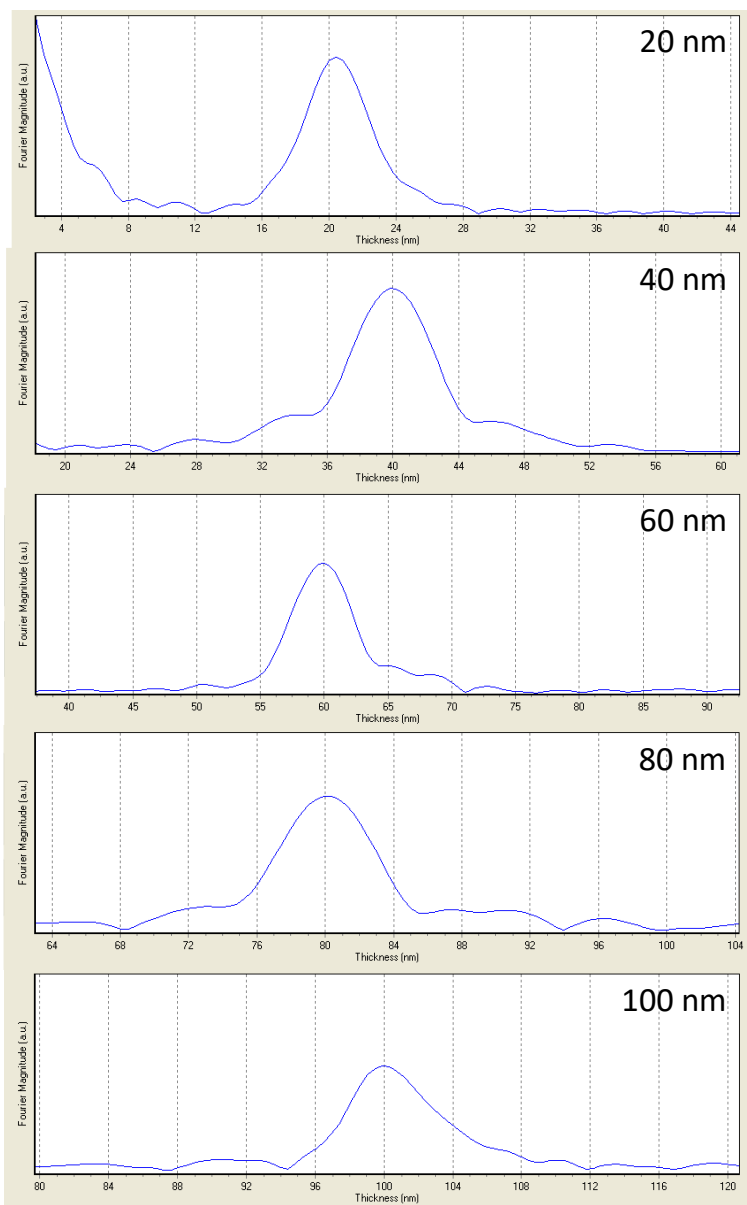 20 nm
Fourier Magnitude (a.u.)
4 8 12 16 20 24 28 32 36 40 44
Thickness (nm)
40 nm
Fourier Magnitude (a.u.)
20 24 28 32 36 40 44 48 52 56 60
Thickness (nm)
60 nm
Fourier Magnitude (a.u.)
40 45 50 55 60 65 70 75 80 85 90
Thickness (nm)
80 nm
Fourier Magnitude (a.u.)
64 68 72 76 80 84 88 92 96 100 104
Thickness (nm)
100 nm
Fourier Magnitude (a.u.)
80 84 88 92 96 100 104 108 112 116 120
Thickness (nm)